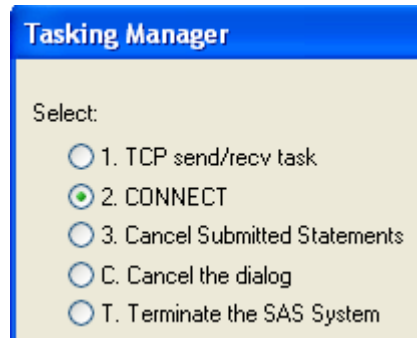 Tasking Manager
Select:
1. TCP send/recv task
2. CONNECT
3. Cancel Submitted Statements
C. Cancel the dialog
T. Terminate the SAS System